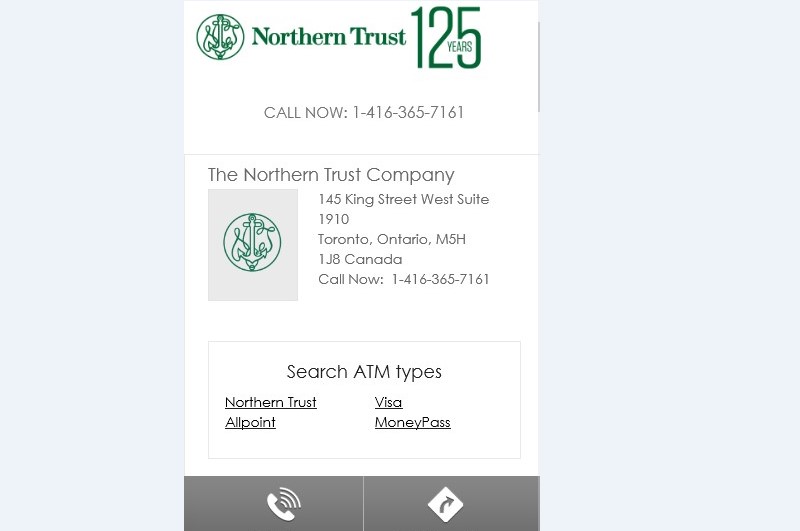 Northern Trust 125 YEARS
CALL NOW: 1-416-365-7161
The Northern Trust Company
145 King Street West Suite
1910
Toronto, Ontario, M5H
1J8 Canada
Call Now: 1-416-365-7161
Search ATM types
Northern Trust Visa
Allpoint MoneyPass